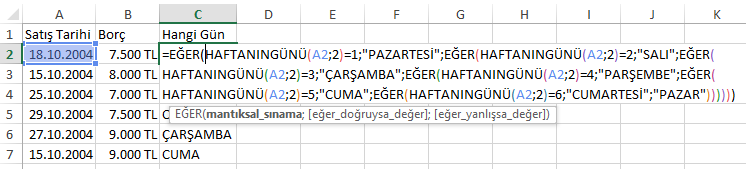 A B C D E F G H I J K
1 Satış Tarihi Borç Hangi Gün
2 18.10.2004 7.500 TL =EĞER(HAFTANINGÜNÜ(A2;2)=1;"PAZARTESİ";EĞER(HAFTANINGÜNÜ(A2;2)=2;"SALI";EĞER(
3 15.10.2004 8.000 TL HAFTANINGÜNÜ(A2;2)=3;"ÇARŞAMBA";EĞER(HAFTANINGÜNÜ(A2;2)=4;"PARŞEMBE";EĞER(
4 25.10.2004 7.000 TL HAFTANINGÜNÜ(A2;2)=5;"CUMA";EĞER(HAFTANINGÜNÜ(A2;2)=6;"CUMARTESİ";"PAZAR"))))))
EĞER(mantıksal_sınama; [eğer_doğruysa_değer]; [eğer_yanlışsa_değer])
5 29.10.2004 7.500 TL
6 27.10.2004 9.000 TL ÇARŞAMBA
7 15.10.2004 9.000 TL CUMA